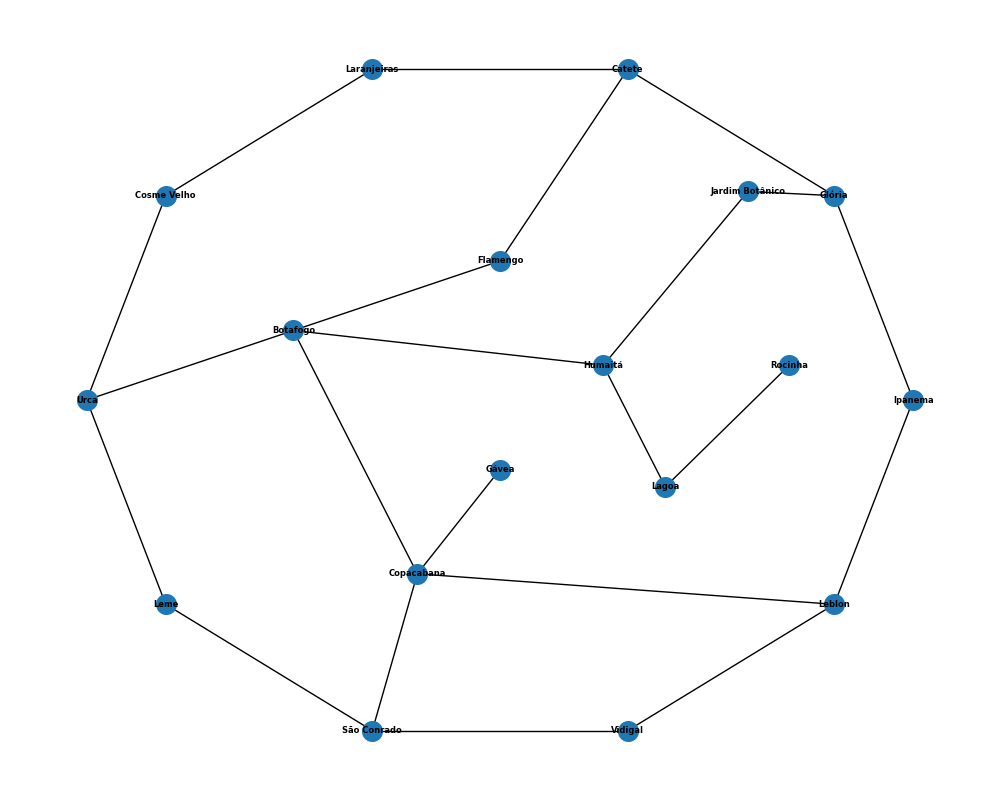 Laranjeiras
Catete
Jardim Botânico
Cosme Velho
Glória
Flamengo
Botafogo
Humaitá
Rocinha
Urca
Ipanema
Gávea
Lagoa
Copacabana
Leme
Leblon
São Conrado
Vidigal